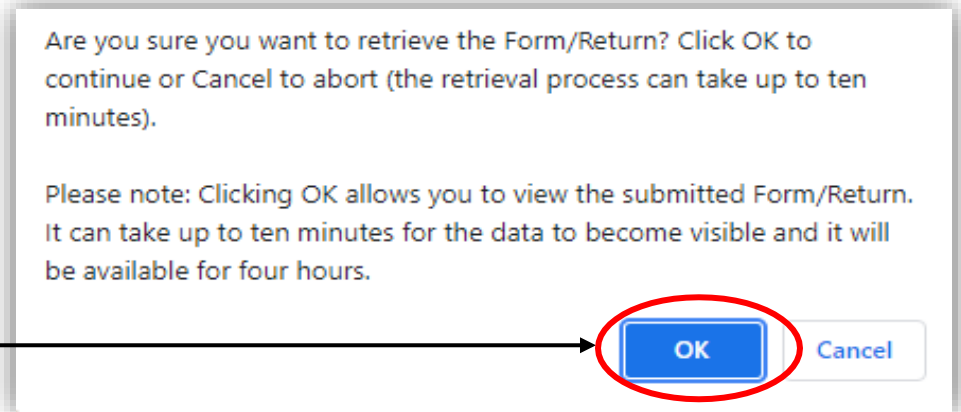 Are you sure you want to retrieve the Form/Return? Click OK to
continue or Cancel to abort (the retrieval process can take up to ten
minutes).
Please note: Clicking OK allows you to view the submitted Form/Return.
It can take up to ten minutes for the data to become visible and it will
be available for four hours.
OK Cancel